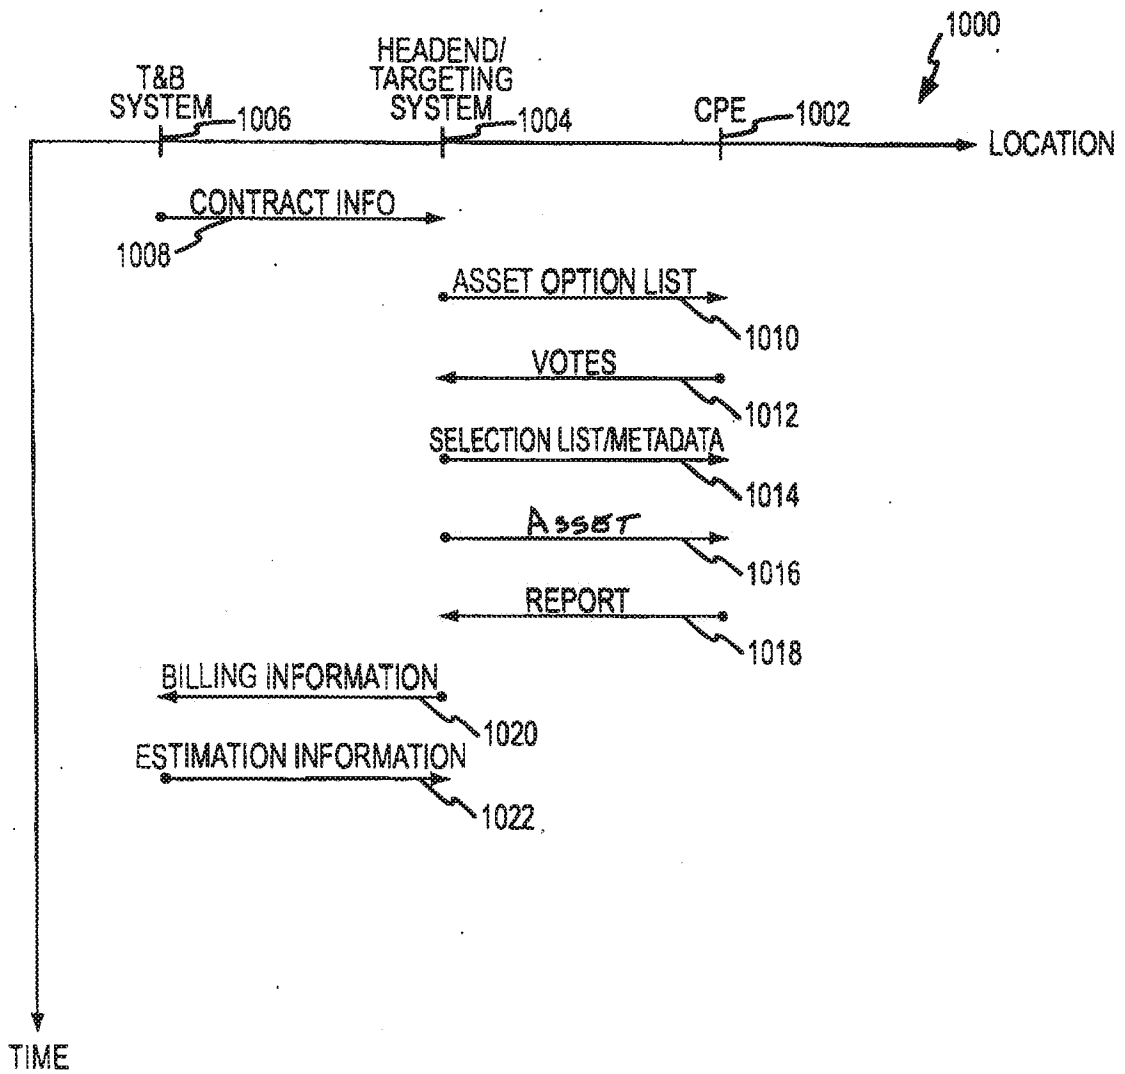 1000
T&B
SYSTEM
1006
HEADEND/
TARGETING
SYSTEM
1004
CPE
1002
LOCATION
CONTRACT INFO
1008
ASSET OPTION LIST
1010
VOTES
1012
SELECTION LIST/METADATA
1014
ASSET
1016
REPORT
1018
BILLING INFORMATION
1020
ESTIMATION INFORMATION
1022
TIME